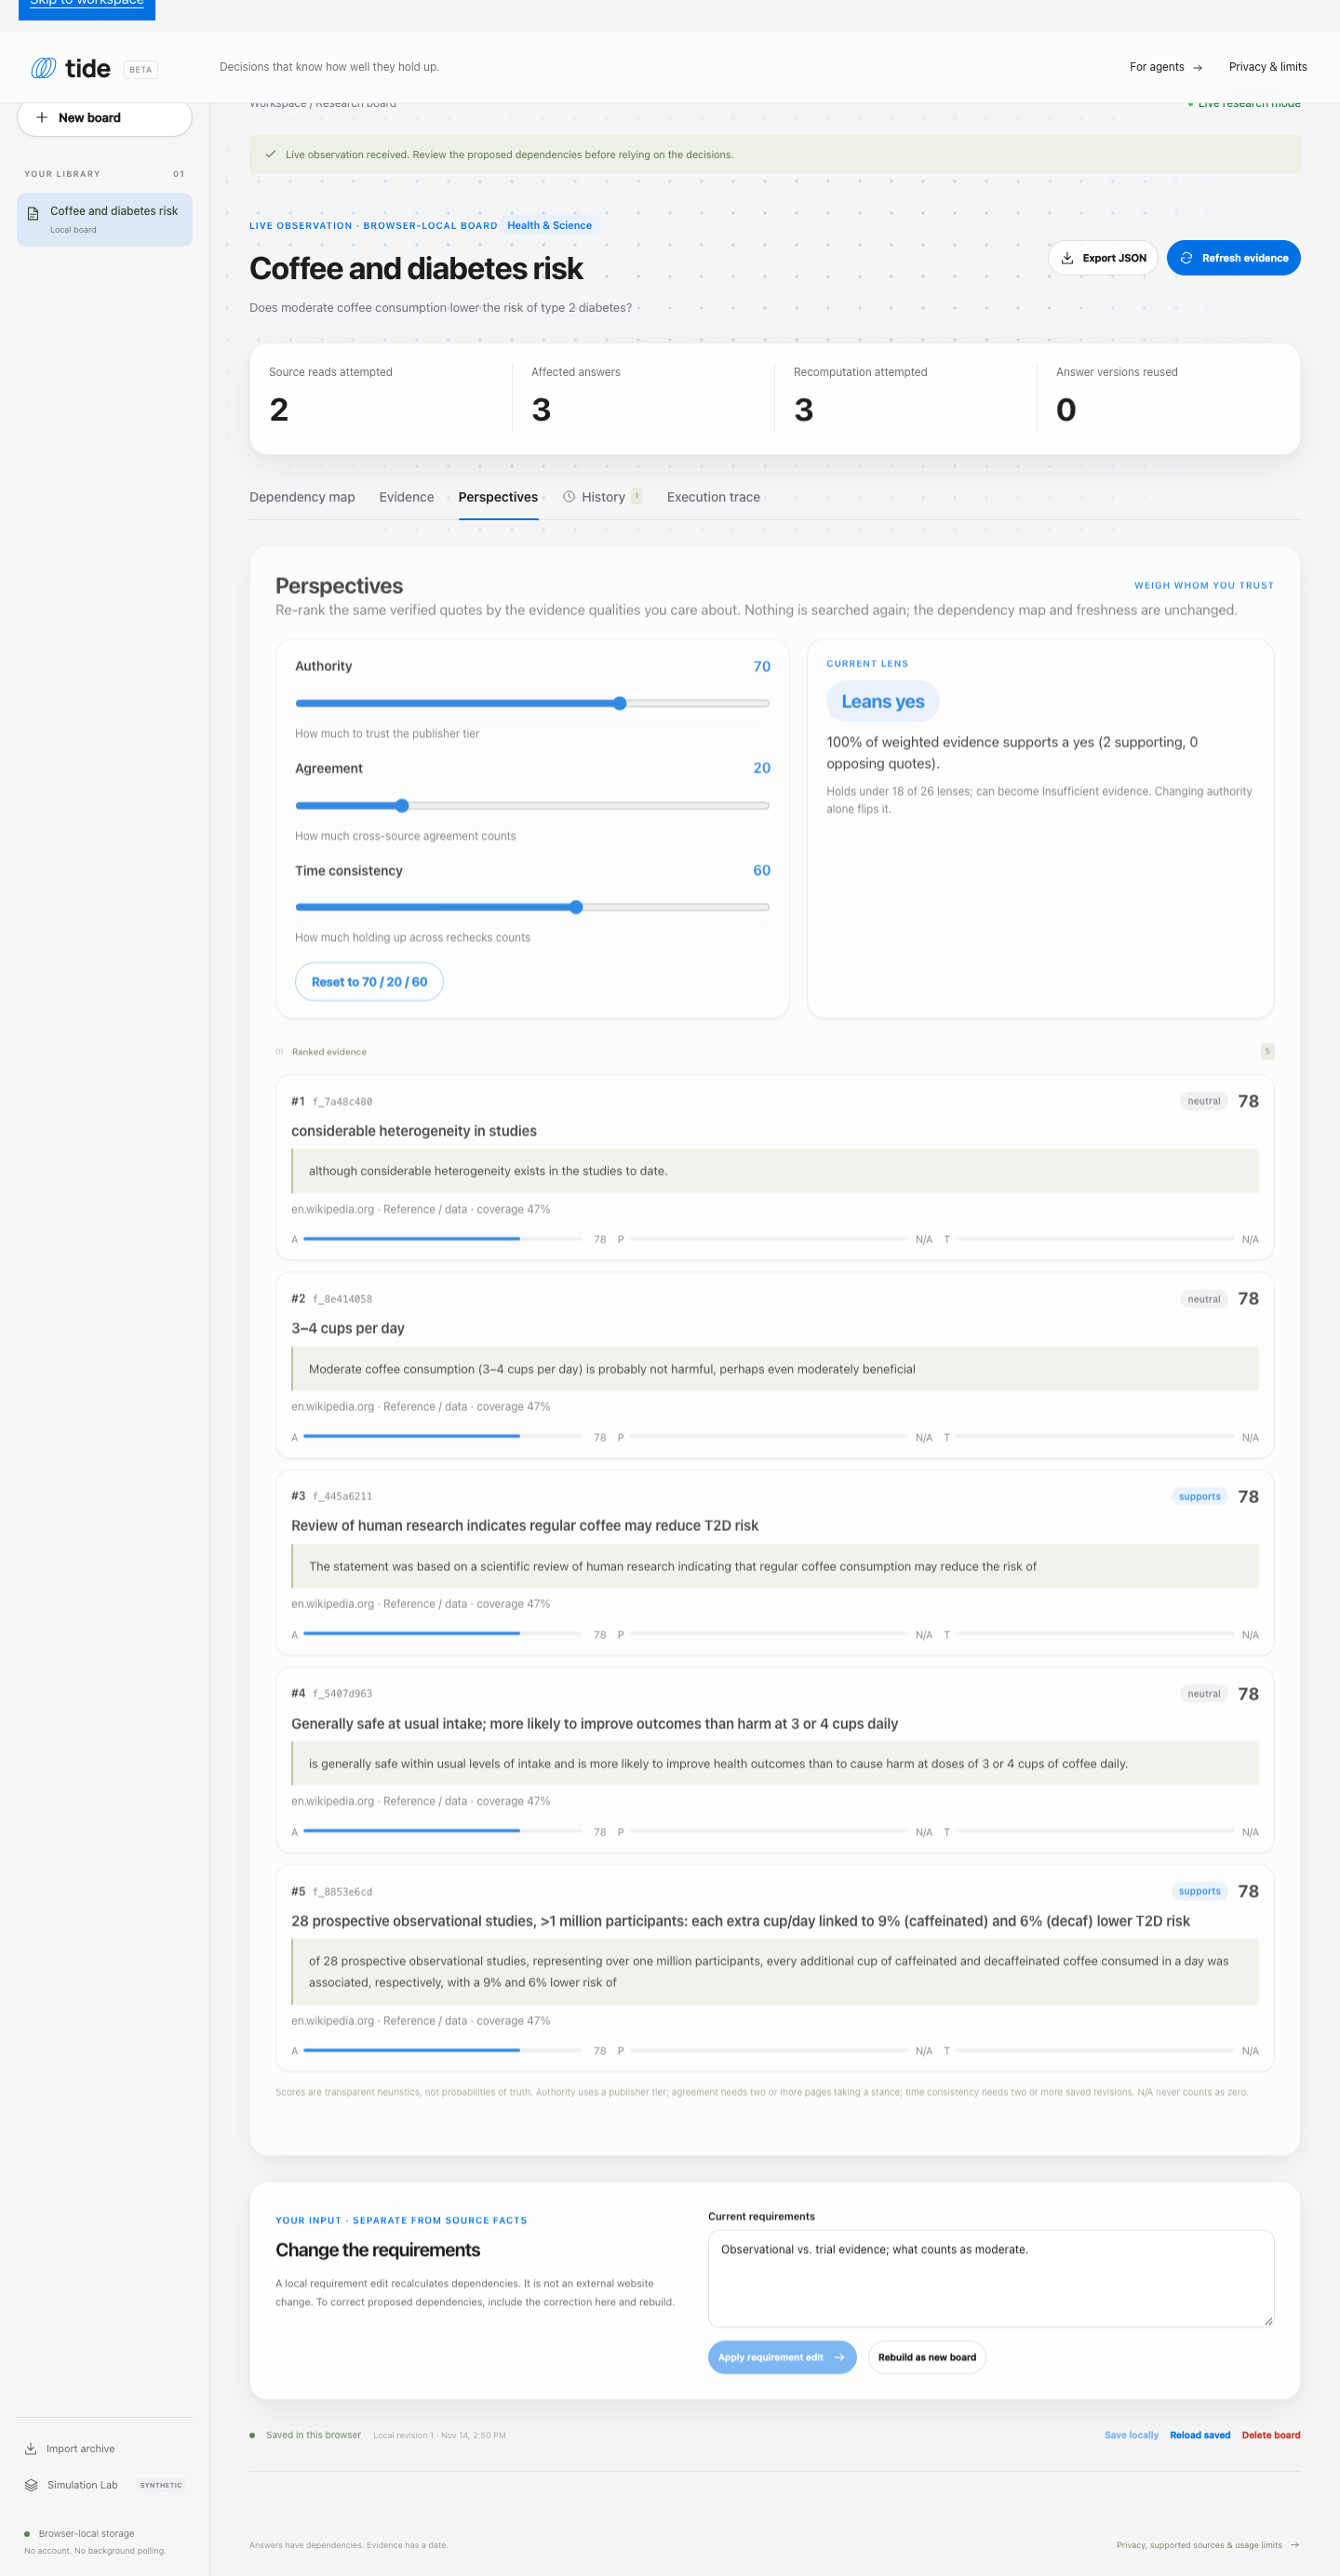 Skip to workspace
tide BETA
Decisions that know how well they hold up.
For agents →
Privacy & limits
New board
YOUR LIBRARY 01
Coffee and diabetes risk
Local board
Workspace / Research board
Live research mode
Live observation received. Review the proposed dependencies before relying on the decisions.
LIVE OBSERVATION · BROWSER-LOCAL BOARD Health & Science
Coffee and diabetes risk
Does moderate coffee consumption lower the risk of type 2 diabetes?
Export JSON
Refresh evidence
Source reads attempted
2
Affected answers
3
Recomputation attempted
3
Answer versions reused
0
Dependency map
Evidence
Perspectives
History 1
Execution trace
Perspectives
WEIGH WHOM YOU TRUST
Re-rank the same verified quotes by the evidence qualities you care about. Nothing is searched again; the dependency map and freshness are unchanged.
Authority 70
How much to trust the publisher tier
Agreement 20
How much cross-source agreement counts
Time consistency 60
How much holding up across rechecks counts
Reset to 70 / 20 / 60
CURRENT LENS
Leans yes
100% of weighted evidence supports a yes (2 supporting, 0
opposing quotes).
Holds under 18 of 26 lenses; can become Insufficient evidence. Changing authority
alone flips it.
01 Ranked evidence 5
#1 f_7a48c480 neutral 78
considerable heterogeneity in studies
although considerable heterogeneity exists in the studies to date.
en.wikipedia.org · Reference / data · coverage 47%
A 78 P N/A T N/A
#2 f_8e414058 neutral 78
3–4 cups per day
Moderate coffee consumption (3–4 cups per day) is probably not harmful, perhaps even moderately beneficial
en.wikipedia.org · Reference / data · coverage 47%
A 78 P N/A T N/A
#3 f_445a6211 supports 78
Review of human research indicates regular coffee may reduce T2D risk
The statement was based on a scientific review of human research indicating that regular coffee consumption may reduce the risk of
en.wikipedia.org · Reference / data · coverage 47%
A 78 P N/A T N/A
#4 f_5407d963 neutral 78
Generally safe at usual intake; more likely to improve outcomes than harm at 3 or 4 cups daily
is generally safe within usual levels of intake and is more likely to improve health outcomes than to cause harm at doses of 3 or 4 cups of coffee daily.
en.wikipedia.org · Reference / data · coverage 47%
A 78 P N/A T N/A
#5 f_8853e6cd supports 78
28 prospective observational studies, >1 million participants: each extra cup/day linked to 9% (caffeinated) and 6% (decaf) lower T2D risk
of 28 prospective observational studies, representing over one million participants, every additional cup of caffeinated and decaffeinated coffee consumed in a day was
associated, respectively, with a 9% and 6% lower risk of
en.wikipedia.org · Reference / data · coverage 47%
A 78 P N/A T N/A
Scores are transparent heuristics, not probabilities of truth. Authority uses a publisher tier; agreement needs two or more pages taking a stance; time consistency needs two or more saved revisions. N/A never counts as zero.
YOUR INPUT · SEPARATE FROM SOURCE FACTS
Change the requirements
A local requirement edit recalculates dependencies. It is not an external website
change. To correct proposed dependencies, include the correction here and rebuild.
Current requirements
Observational vs. trial evidence; what counts as moderate.
Apply requirement edit →
Rebuild as new board
Saved in this browser
Local revision 1 · Nov 14, 2:50 PM
Save locally
Reload saved
Delete board
Import archive
Simulation Lab SYNTHETIC
Browser-local storage
No account. No background polling.
Answers have dependencies. Evidence has a date.
Privacy, supported sources & usage limits →